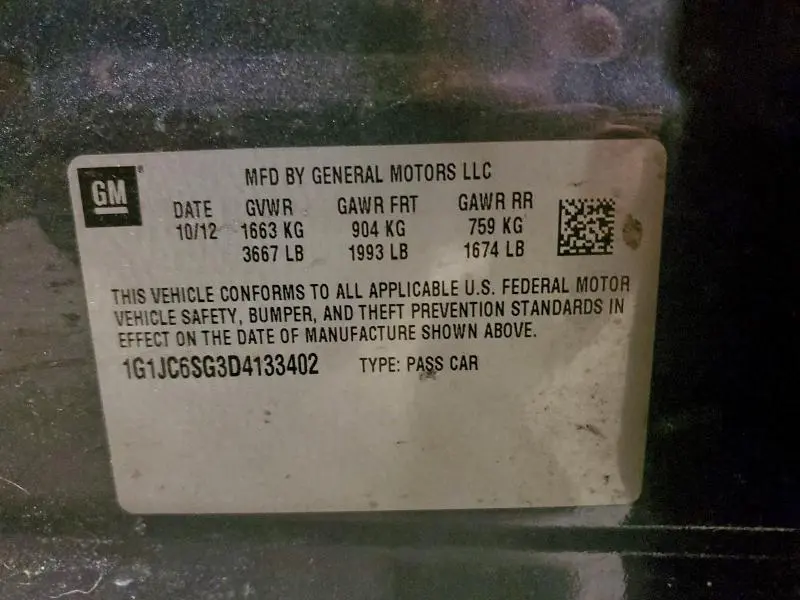 GM®
MFD BY GENERAL MOTORS LLC
DATE GVWR GAWR FRT GAWR RR
10/12 1663 KG 904 KG 759 KG
3667 LB 1993 LB 1674 LB
THIS VEHICLE CONFORMS TO ALL APPLICABLE U.S. FEDERAL MOTOR
VEHICLE SAFETY, BUMPER, AND THEFT PREVENTION STANDARDS IN
EFFECT ON THE DATE OF MANUFACTURE SHOWN ABOVE.
1G1JC6SG3D4133402 TYPE: PASS CAR